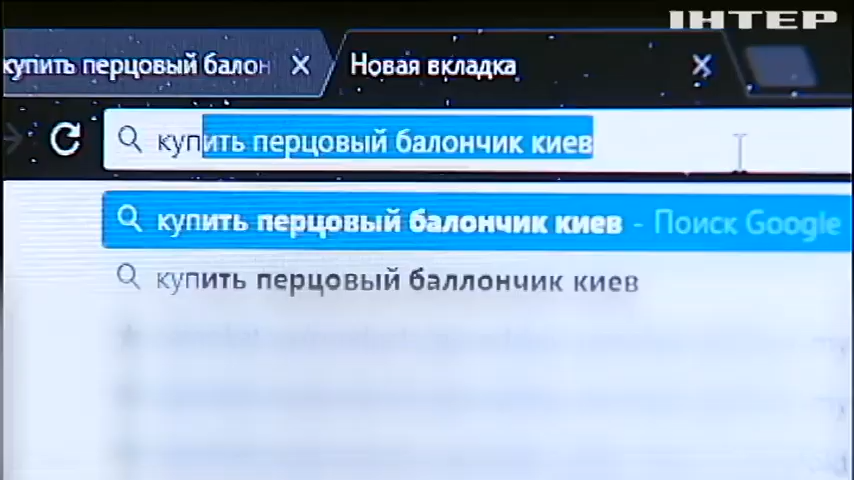 ІНТЕР
купить перцовый балон
Новая вкладка
купить перцовый балончик киев
купить перцовый балончик киев - Поиск Google
купить перцовый баллончик киев